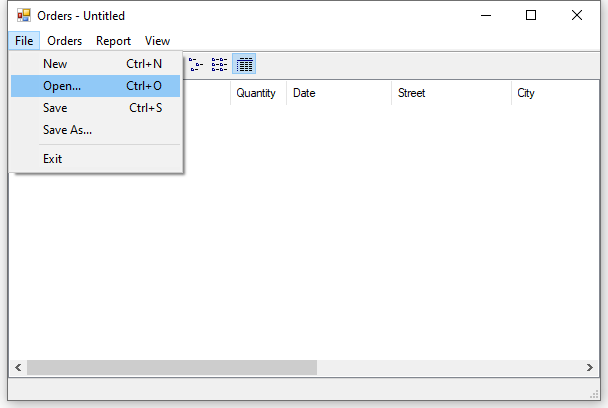 Orders - Untitled
File Orders Report View
New Ctrl+N
Open... Ctrl+O
Save Ctrl+S
Save As...
Exit
Quantity Date Street City